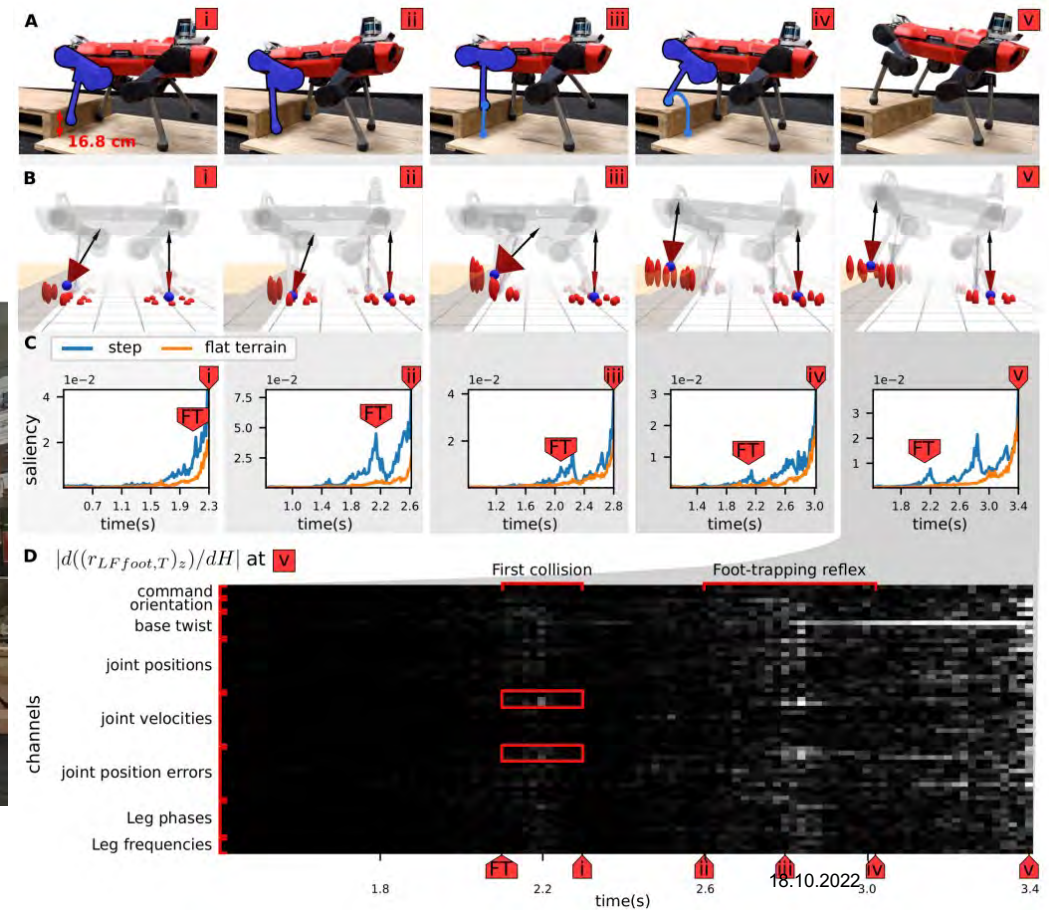 A
i
ii
iii
iv
v
16.8 cm
B
i
ii
iii
iv
v
C
step
flat terrain
i
ii
iii
iv
v
1e−2
1e−2
1e−2
1e−2
1e−2
saliency
4
2
FT
0.7 1.1 1.5 1.9 2.3
time(s)
7.5
5.0
2.5
FT
1.0 1.4 1.8 2.2 2.6
time(s)
4
2
FT
1.2 1.6 2.0 2.4 2.8
time(s)
3
2
1
FT
1.4 1.8 2.2 2.6 3.0
time(s)
3
2
1
FT
1.8 2.2 2.6 3.0 3.4
time(s)
D |d((r_{LFfoot,T})_z)/dH| at v
First collision
Foot-trapping reflex
channels
command
orientation
base twist
joint positions
joint velocities
joint position errors
Leg phases
Leg frequencies
FT i ii iii iv v
18.10.2022
1.8 2.2 2.6 3.0 3.4
time(s)